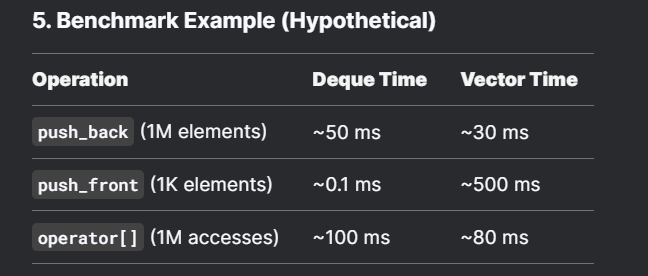 5. Benchmark Example (Hypothetical)
Operation Deque Time Vector Time
push_back (1M elements) ~50 ms ~30 ms
push_front (1K elements) ~0.1 ms ~500 ms
operator[] (1M accesses) ~100 ms ~80 ms